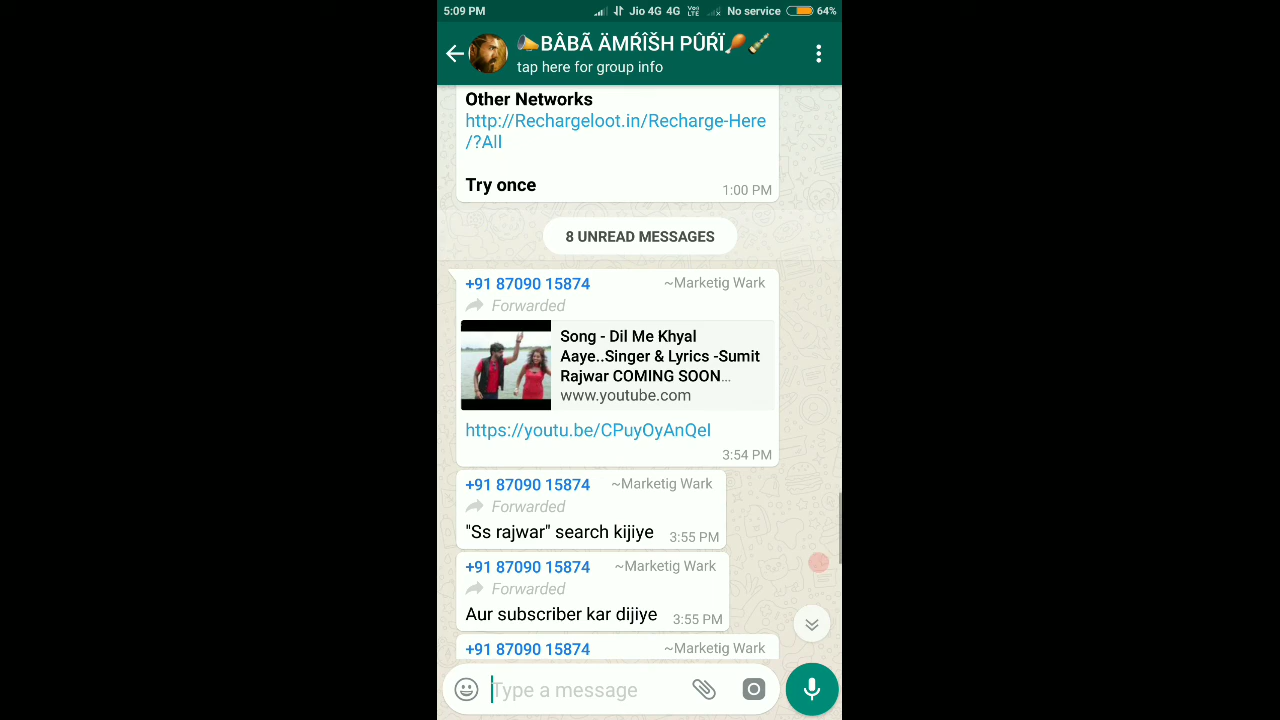 5:09 PM Jio 4G 4G Voo LTE No service 64%
📣BÂBÃ ÄMŔÎŠH PÛŔÏ🍗🍾
tap here for group info
Other Networks
http://Rechargeloot.in/Recharge-Here
/?All
Try once 1:00 PM
8 UNREAD MESSAGES
+91 87090 15874 ~Marketig Wark
Forwarded
Song - Dil Me Khyal
Aaye..Singer & Lyrics -Sumit
Rajwar COMING SOON...
www.youtube.com
https://youtu.be/CPuyOyAnQeI
3:54 PM
+91 87090 15874 ~Marketig Wark
Forwarded
"Ss rajwar" search kijiye 3:55 PM
+91 87090 15874 ~Marketig Wark
Forwarded
Aur subscriber kar dijiye 3:55 PM
+91 87090 15874 ~Marketig Wark
Type a message